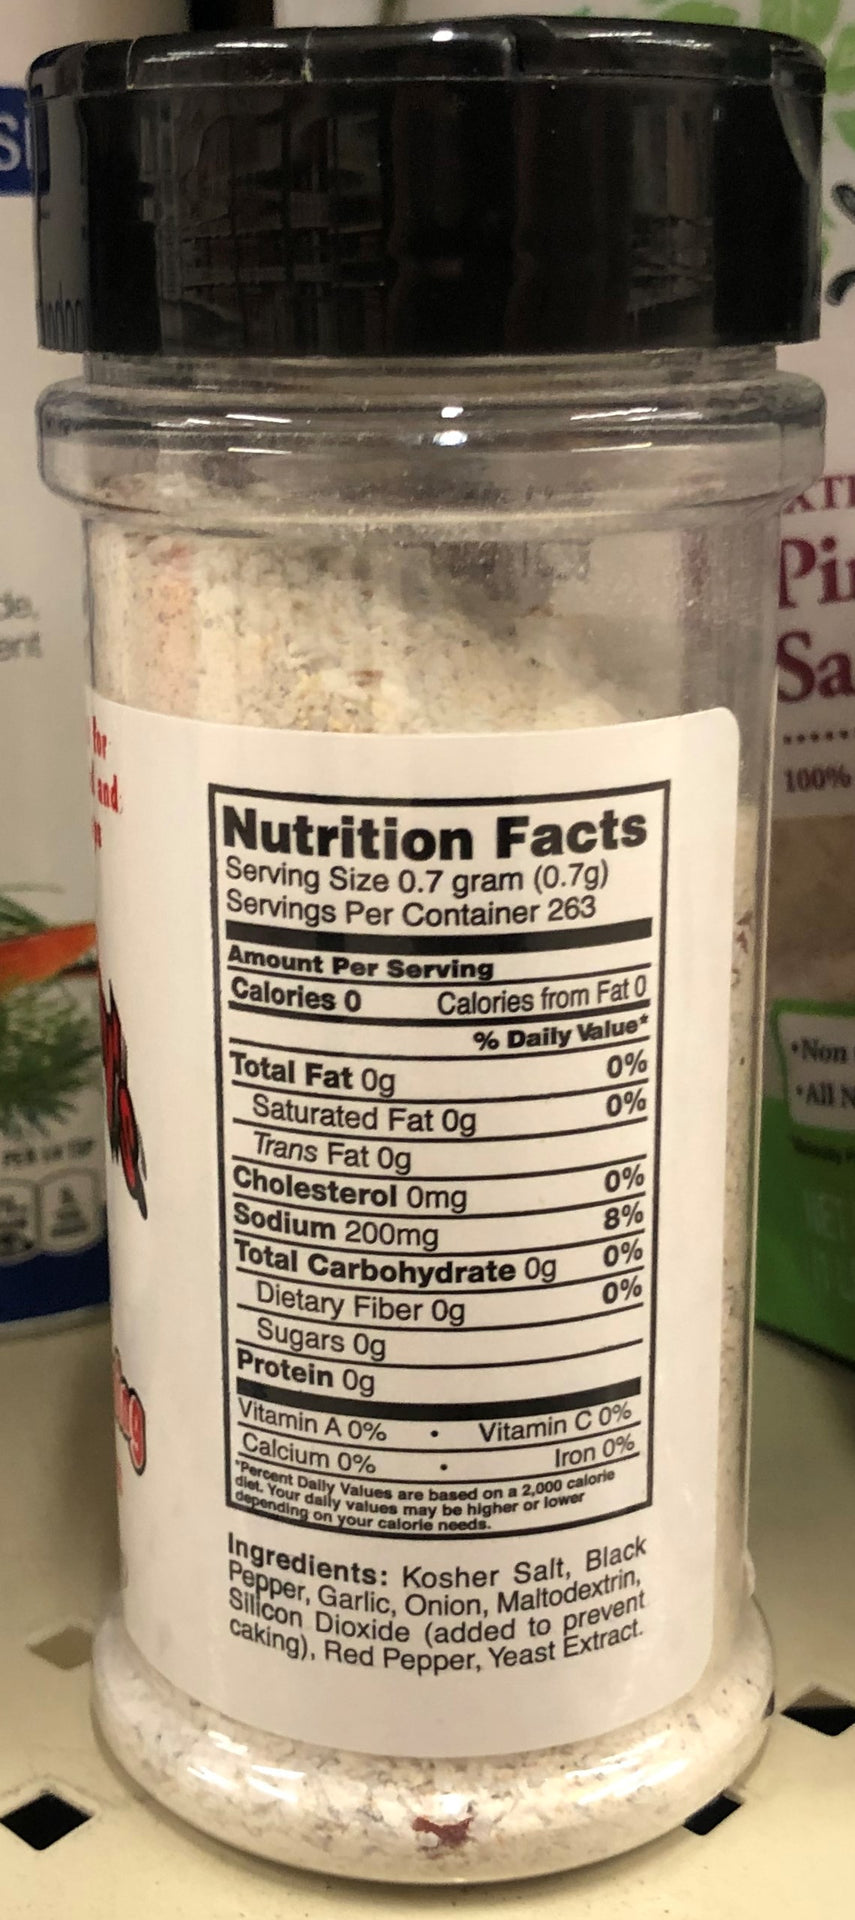 for
and
Nutrition Facts
Serving Size 0.7 gram (0.7g)
Servings Per Container 263
Amount Per Serving
Calories 0 Calories from Fat 0
% Daily Value*
Total Fat 0g 0%
Saturated Fat 0g 0%
Trans Fat 0g
Cholesterol 0mg 0%
Sodium 200mg 8%
Total Carbohydrate 0g 0%
Dietary Fiber 0g 0%
Sugars 0g
Protein 0g
Vitamin A 0% • Vitamin C 0%
Calcium 0% • Iron 0%
*Percent Daily Values are based on a 2,000 calorie
diet. Your daily values may be higher or lower
depending on your calorie needs.
Ingredients: Kosher Salt, Black
Pepper, Garlic, Onion, Maltodextrin,
Silicon Dioxide (added to prevent
caking), Red Pepper, Yeast Extract.
100%
•Non
•All N